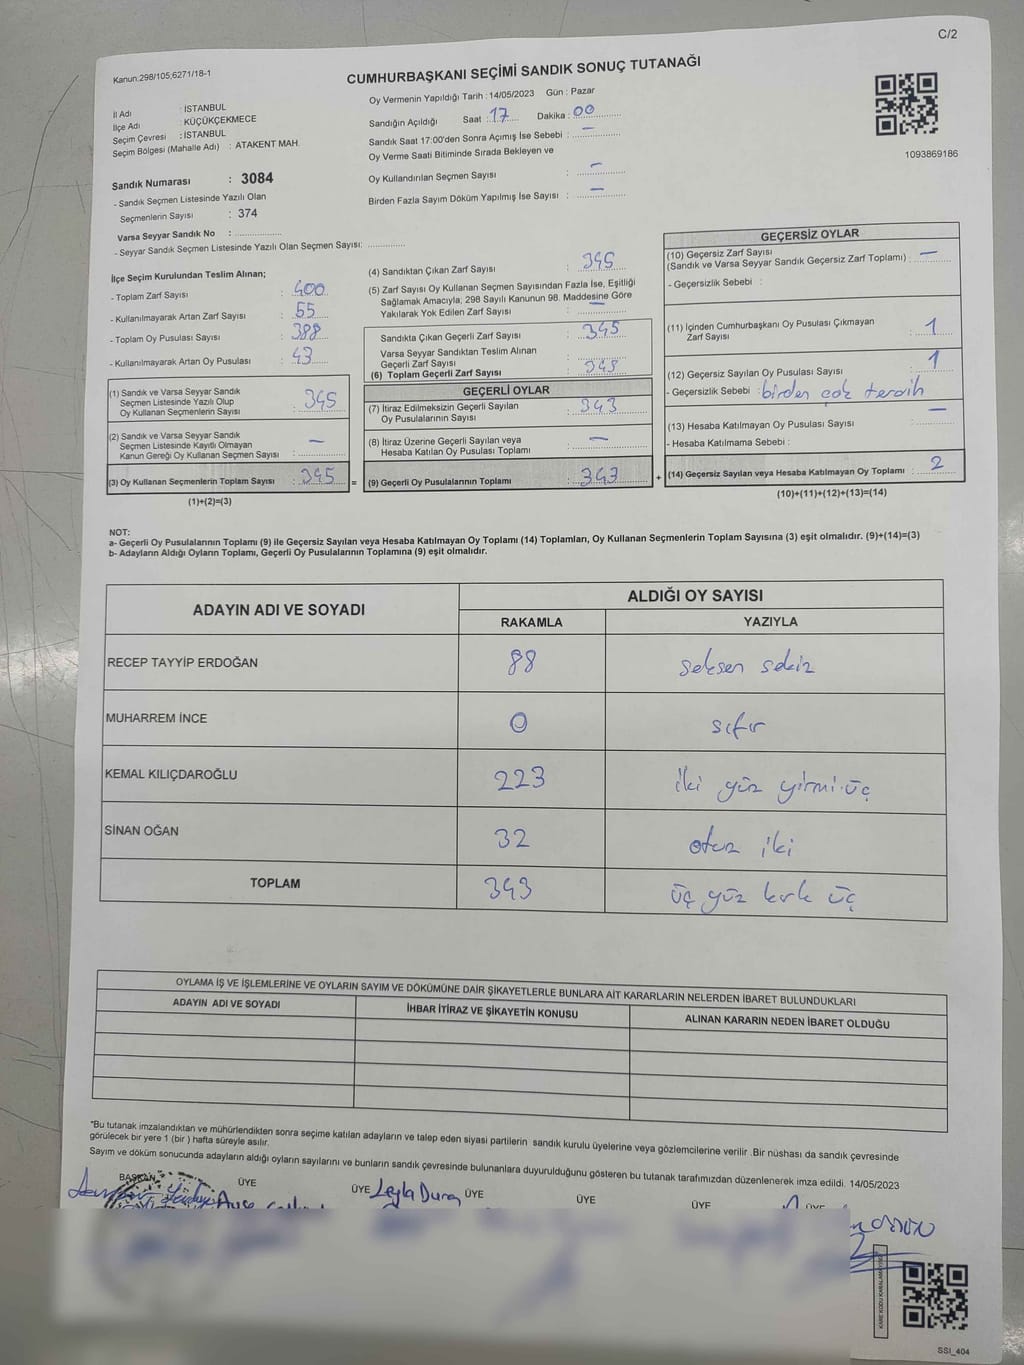 C/2
Kanun:298/105;6271/18-1
CUMHURBAŞKANI SEÇİMİ SANDIK SONUÇ TUTANAĞI
İl Adı : İSTANBUL
İlçe Adı : KÜÇÜKÇEKMECE
Seçim Çevresi : İSTANBUL
Seçim Bölgesi (Mahalle Adı) : ATAKENT MAH.
Sandık Numarası : 3084
- Sandık Seçmen Listesinde Yazılı Olan
Seçmenlerin Sayısı : 374
Varsa Seyyar Sandık No :
- Seyyar Sandık Seçmen Listesinde Yazılı Olan Seçmen Sayısı:
Oy Vermenin Yapıldığı Tarih : 14/05/2023 Gün : Pazar
Sandığın Açıldığı Saat : 17 Dakika : 00
Sandık Saat 17:00'den Sonra Açımış İse Sebebi : —
Oy Verme Saati Bitiminde Sırada Bekleyen ve
Oy Kullandırılan Seçmen Sayısı : —
Birden Fazla Sayım Döküm Yapılmış İse Sayısı : —
1093869186
İlçe Seçim Kurulundan Teslim Alınan;
- Toplam Zarf Sayısı : 400
- Kullanılmayarak Artan Zarf Sayısı : 55
- Toplam Oy Pusulası Sayısı : 388
- Kullanılmayarak Artan Oy Pusulası : 43
(1) Sandık ve Varsa Seyyar Sandık
Seçmen Listesinde Yazılı Olup
Oy Kullanan Seçmenlerin Sayısı : 345
(2) Sandık ve Varsa Seyyar Sandık
Seçmen Listesinde Kayıtlı Olmayan
Kanun Gereği Oy Kullanan Seçmen Sayısı : —
(3) Oy Kullanan Seçmenlerin Toplam Sayısı : 345 =
(1)+(2)=(3)
(4) Sandıktan Çıkan Zarf Sayısı : 345
(5) Zarf Sayısı Oy Kullanan Seçmen Sayısından Fazla İse, Eşitliği
Sağlamak Amacıyla, 298 Sayılı Kanunun 98. Maddesine Göre
Yakılarak Yok Edilen Zarf Sayısı : —
Sandıkta Çıkan Geçerli Zarf Sayısı : 345
Varsa Seyyar Sandıktan Teslim Alınan
Geçerli Zarf Sayısı :
(6) Toplam Geçerli Zarf Sayısı : 345
GEÇERLİ OYLAR
(7) İtiraz Edilmeksizin Geçerli Sayılan
Oy Pusulalarının Sayısı : 343
(8) İtiraz Üzerine Geçerli Sayılan veya
Hesaba Katılan Oy Pusulası Toplamı : —
(9) Geçerli Oy Pusulalarının Toplamı : 343 +
GEÇERSİZ OYLAR
(10) Geçersiz Zarf Sayısı
(Sandık ve Varsa Seyyar Sandık Geçersiz Zarf Toplamı) : —
- Geçersizlik Sebebi :
(11) İçinden Cumhurbaşkanı Oy Pusulası Çıkmayan
Zarf Sayısı : 1
(12) Geçersiz Sayılan Oy Pusulası Sayısı : 1
- Geçersizlik Sebebi : birden çok tercih
(13) Hesaba Katılmayan Oy Pusulası Sayısı : —
- Hesaba Katılmama Sebebi :
(14) Geçersiz Sayılan veya Hesaba Katılmayan Oy Toplamı : 2
(10)+(11)+(12)+(13)=(14)
NOT:
a- Geçerli Oy Pusulalarının Toplamı (9) ile Geçersiz Sayılan veya Hesaba Katılmayan Oy Toplamı (14) Toplamları, Oy Kullanan Seçmenlerin Toplam Sayısına (3) eşit olmalıdır. (9)+(14)=(3)
b- Adayların Aldığı Oyların Toplamı, Geçerli Oy Pusulalarının Toplamına (9) eşit olmalıdır.
ADAYIN ADI VE SOYADI ALDIĞI OY SAYISI
RAKAMLA YAZIYLA
RECEP TAYYİP ERDOĞAN 88 seksen sekiz
MUHARREM İNCE 0 sıfır
KEMAL KILIÇDAROĞLU 223 iki yüz yirmi üç
SİNAN OĞAN 32 otuz iki
TOPLAM 343 üç yüz kırk üç
OYLAMA İŞ VE İŞLEMLERİNE VE OYLARIN SAYIM VE DÖKÜMÜNE DAİR ŞİKAYETLERLE BUNLARA AİT KARARLARIN NELERDEN İBARET BULUNDUKLARI
ADAYIN ADI VE SOYADI İHBAR İTİRAZ VE ŞİKAYETİN KONUSU ALINAN KARARIN NEDEN İBARET OLDUĞU
*Bu tutanak imzalandıktan ve mühürlendikten sonra seçime katılan adayların ve talep eden siyasi partilerin sandık kurulu üyelerine veya gözlemcilerine verilir .Bir nüshası da sandık çevresinde
görülecek bir yere 1 (bir ) hafta süreyle asılır.
Sayım ve döküm sonucunda adayların aldığı oyların sayılarını ve bunların sandık çevresinde bulunanlara duyurulduğunu gösteren bu tutanak tarafımızdan düzenlenerek imza edildi. 14/05/2023
BAŞKAN ÜYE ÜYE ÜYE ÜYE ÜYE ÜYE
Leyla Duran
SSI_404